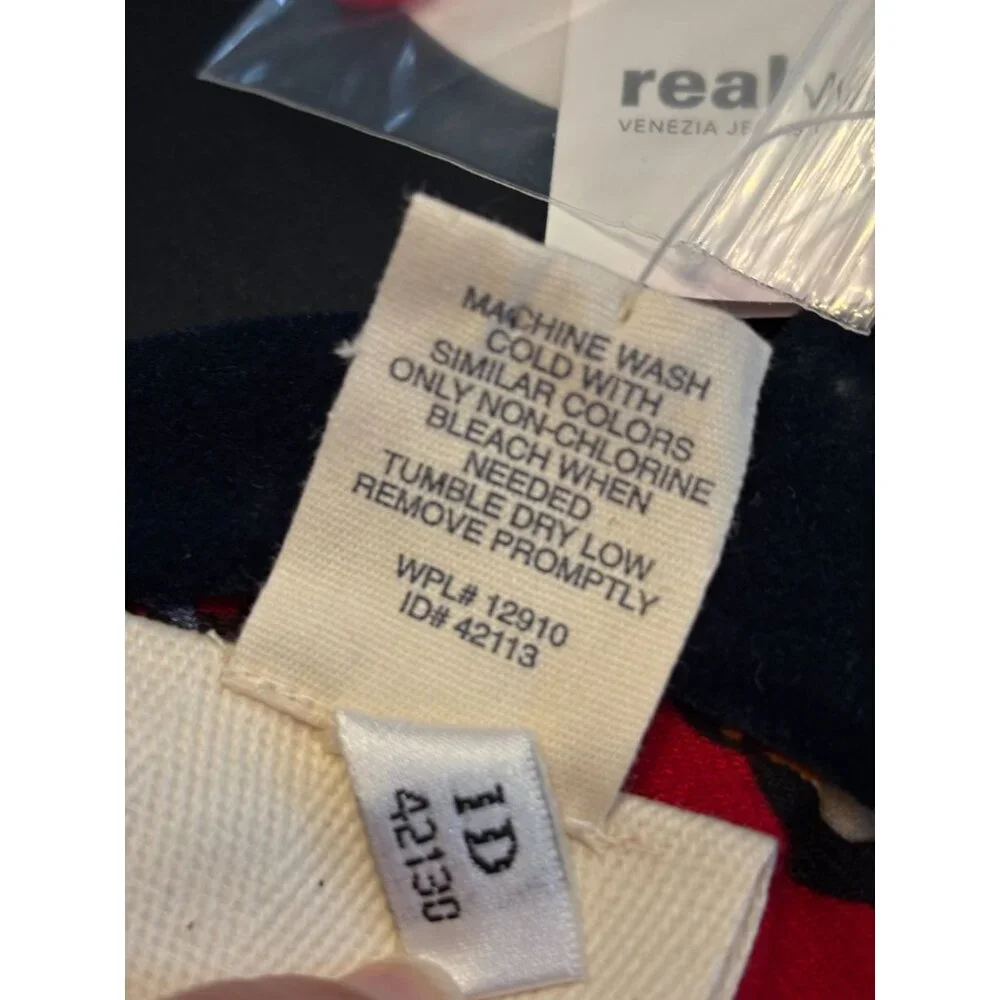 real
VENEZIA
MACHINE WASH
COLD WITH
SIMILAR COLORS
ONLY NON-CHLORINE
BLEACH WHEN
NEEDED
TUMBLE DRY LOW
REMOVE PROMPTLY
WPL# 12910
ID# 42113
ID
42130